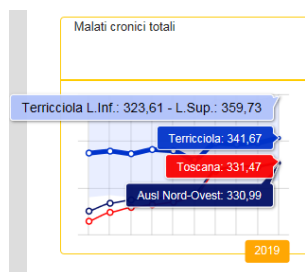 Malati cronici totali
Terricciola L.Inf.: 323,61 - L.Sup.: 359,73
Terricciola: 341,67
Toscana: 331,47
Ausl Nord-Ovest: 330,99
2019